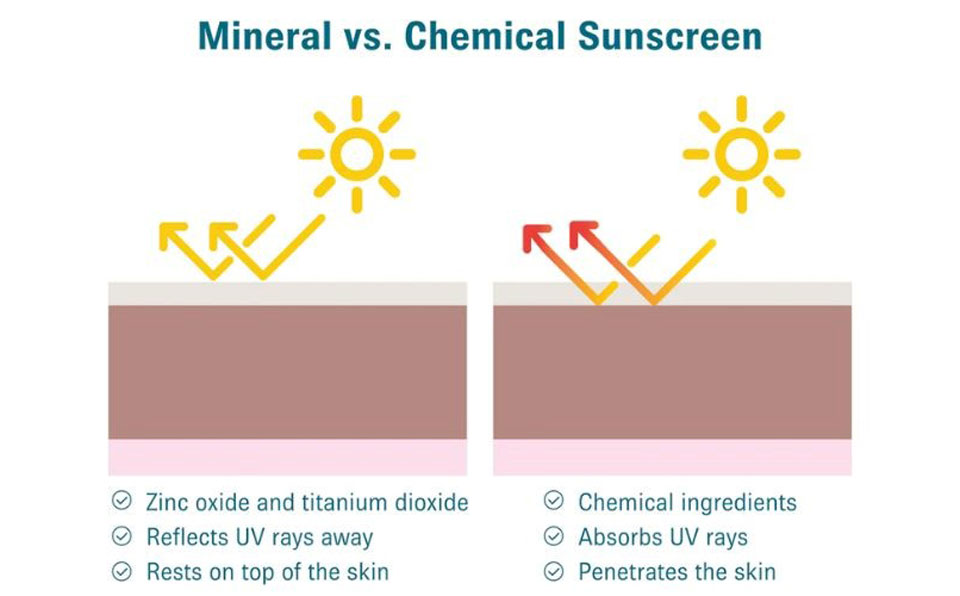 Mineral vs. Chemical Sunscreen
Zinc oxide and titanium dioxide
Reflects UV rays away
Rests on top of the skin
Chemical ingredients
Absorbs UV rays
Penetrates the skin